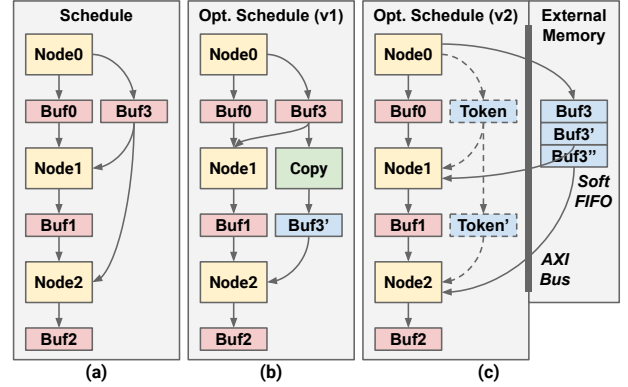 Schedule
Node0
Buf0
Buf3
Node1
Buf1
Node2
Buf2
(a)
Opt. Schedule (v1)
Node0
Buf0
Buf3
Node1
Copy
Buf1
Buf3'
Node2
Buf2
(b)
Opt. Schedule (v2)
Node0
Buf0
Token
Node1
Buf1
Token'
Node2
Buf2
(c)
External
Memory
Buf3
Buf3'
Buf3''
Soft
FIFO
AXI
Bus